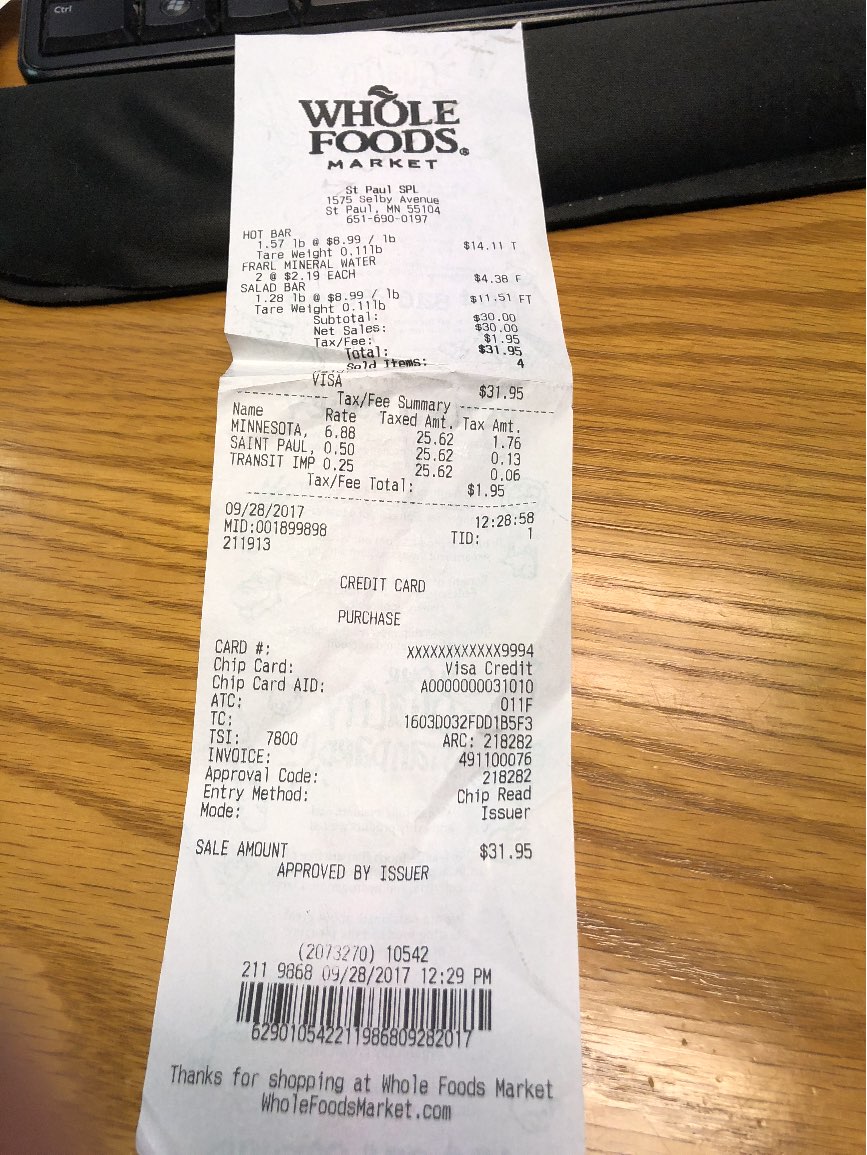 Ctrl
WHOLE
FOODS®
MARKET
St Paul SPL
1575 Selby Avenue
St Paul, MN 55104
651-690-0197
HOT BAR
1.57 lb @ $8.99 / lb $14.11 T
Tare Weight 0.11lb
FRARL MINERAL WATER
2 @ $2.19 EACH $4.38 F
SALAD BAR
1.28 lb @ $8.99 / lb $11.51 FT
Tare Weight 0.11lb
Subtotal: $30.00
Net Sales: $30.00
Tax/Fee: $1.95
Total: $31.95
Sold Items: 4
VISA $31.95
Tax/Fee Summary
Name Rate Taxed Amt. Tax Amt.
MINNESOTA, 6.88 25.62 1.76
SAINT PAUL, 0.50 25.62 0.13
TRANSIT IMP 0.25 25.62 0.06
Tax/Fee Total: $1.95
09/28/2017 12:28:58
MID:001899898 TID: 1
211913
CREDIT CARD
PURCHASE
CARD #: XXXXXXXXXXXX9994
Chip Card: Visa Credit
Chip Card AID: A0000000031010
ATC: 011F
TC: 1603D032FDD1B5F3
TSI: 7800 ARC: 218282
INVOICE: 491100076
Approval Code: 218282
Entry Method: Chip Read
Mode: Issuer
SALE AMOUNT $31.95
APPROVED BY ISSUER
(2073270) 10542
211 9868 09/28/2017 12:29 PM
629010542211986809282017
Thanks for shopping at Whole Foods Market
WholeFoodsMarket.com